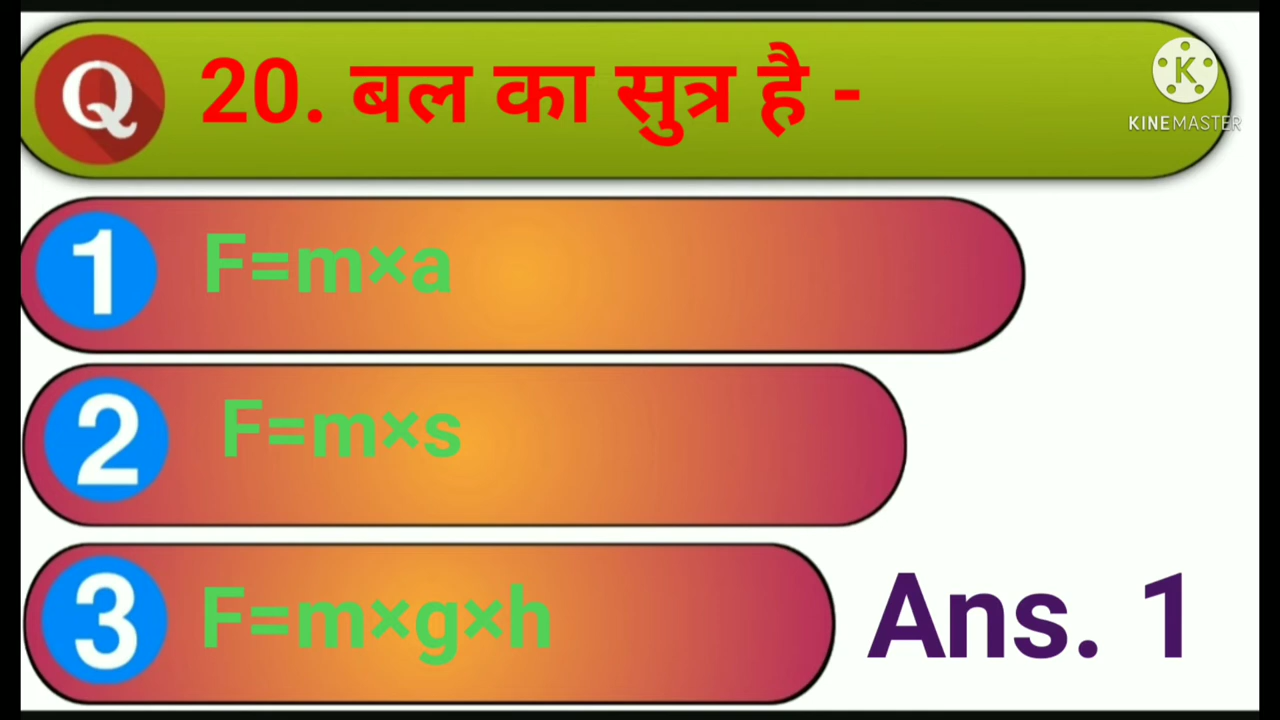 Q 20. बल का सुत्र है -
KINEMASTER
1 F=m×a
2 F=m×s
3 F=m×g×h
Ans. 1